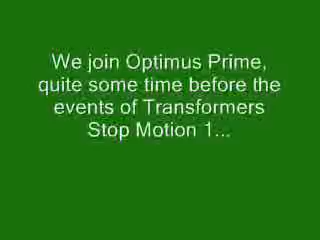 We join Optimus Prime,
quite some time before the
events of Transformers
Stop Motion 1...